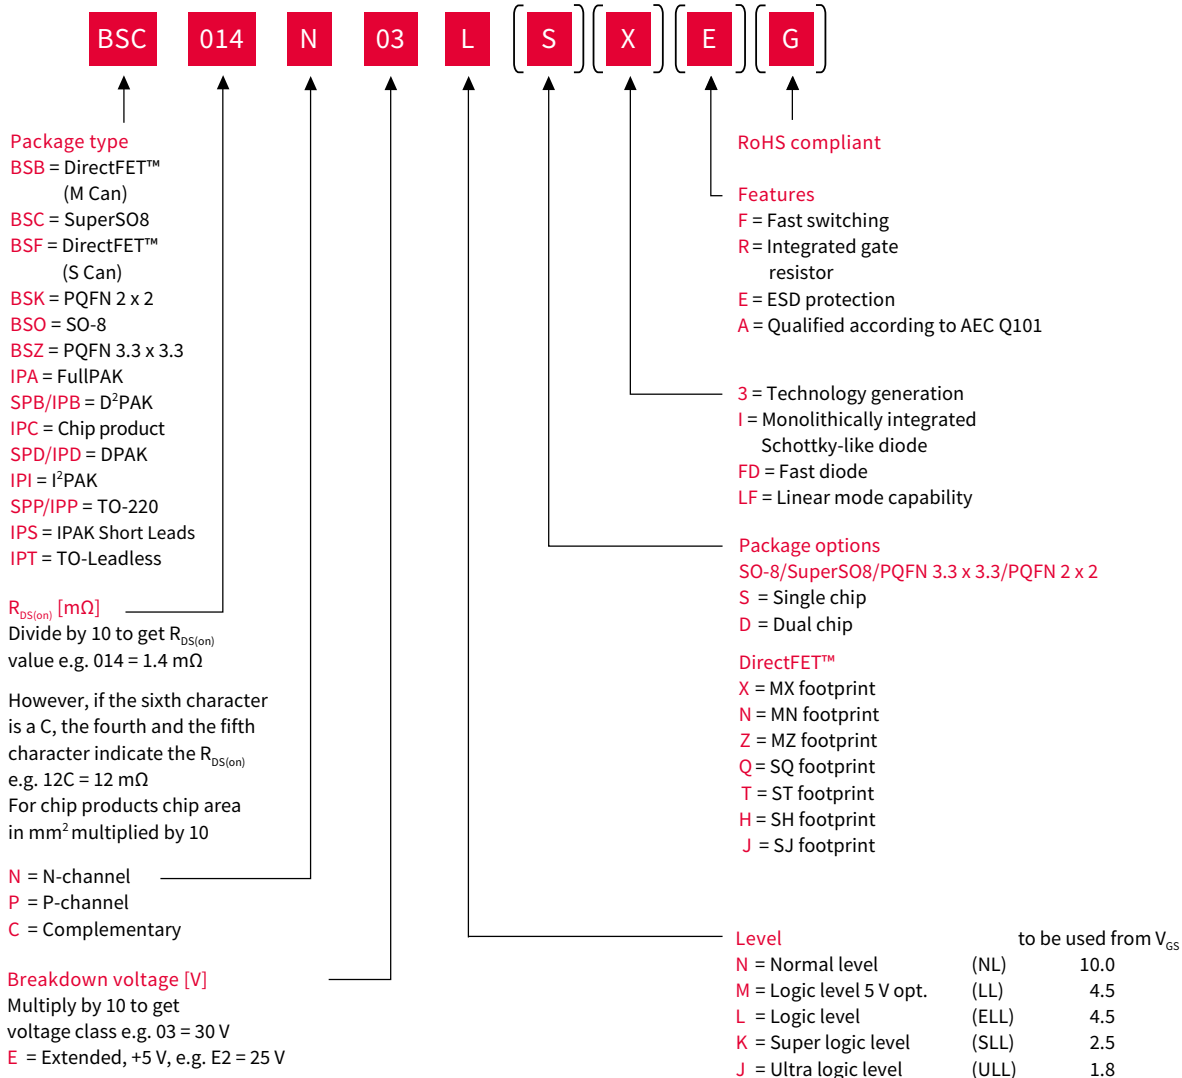 BSC 014 N 03 L S X E G
Package type
BSB = DirectFET™
(M Can)
BSC = SuperSO8
BSF = DirectFET™
(S Can)
BSK = PQFN 2 x 2
BSO = SO-8
BSZ = PQFN 3.3 x 3.3
IPA = FullPAK
SPB/IPB = D²PAK
IPC = Chip product
SPD/IPD = DPAK
IPI = I²PAK
SPP/IPP = TO-220
IPS = IPAK Short Leads
IPT = TO-Leadless
RDS(on) [mΩ]
Divide by 10 to get RDS(on)
value e.g. 014 = 1.4 mΩ
However, if the sixth character
is a C, the fourth and the fifth
character indicate the RDS(on)
e.g. 12C = 12 mΩ
For chip products chip area
in mm² multiplied by 10
N = N-channel
P = P-channel
C = Complementary
Breakdown voltage [V]
Multiply by 10 to get
voltage class e.g. 03 = 30 V
E = Extended, +5 V, e.g. E2 = 25 V
RoHS compliant
Features
F = Fast switching
R = Integrated gate
resistor
E = ESD protection
A = Qualified according to AEC Q101
3 = Technology generation
I = Monolithically integrated
Schottky-like diode
FD = Fast diode
LF = Linear mode capability
Package options
SO-8/SuperSO8/PQFN 3.3 x 3.3/PQFN 2 x 2
S = Single chip
D = Dual chip
DirectFET™
X = MX footprint
N = MN footprint
Z = MZ footprint
Q = SQ footprint
T = ST footprint
H = SH footprint
J = SJ footprint
Level to be used from VGS
N = Normal level (NL) 10.0
M = Logic level 5 V opt. (LL) 4.5
L = Logic level (ELL) 4.5
K = Super logic level (SLL) 2.5
J = Ultra logic level (ULL) 1.8